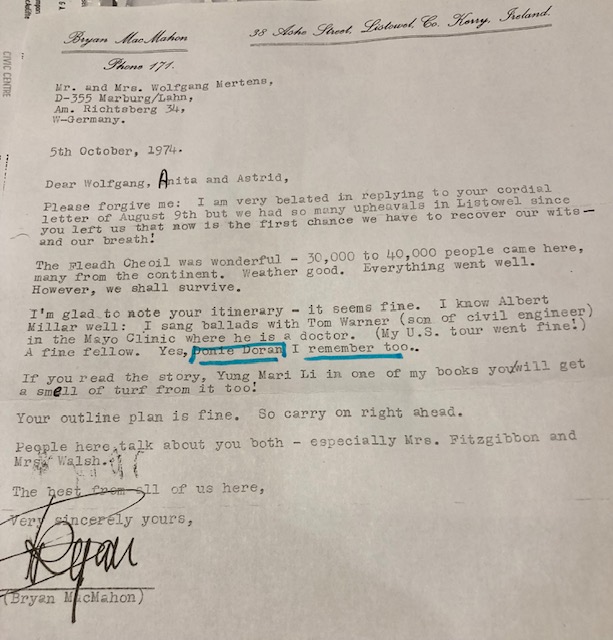 Bryan MacMahon
38 Ashe Street, Listowel, Co. Kerry, Ireland.
Phone 171.
CIVIC CENTRE
Mr. and Mrs. Wolfgang Mertens,
D-355 Marburg/Lahn,
Am. Richtsberg 34,
W-Germany.
5th October, 1974.
Dear Wolfgang, Anita and Astrid,
Please forgive me: I am very belated in replying to your cordial
letter of August 9th but we had so many upheavals in Listowel since
you left us that now is the first chance we have to recover our wits—
and our breath!
The Fleadh Cheoil was wonderful - 30,000 to 40,000 people came here,
many from the continent. Weather good. Everything went well.
However, we shall survive.
I'm glad to note your itinerary - it seems fine. I know Albert
Millar well: I sang ballads with Tom Warner (son of civil engineer)
in the Mayo Clinic where he is a doctor. (My U.S. tour went fine!)
A fine fellow. Yes, Donie Doran I remember too..
If you read the story, Yung Mari Li in one of my books you/will get
a smell of turf from it too!
Your outline plan is fine. So carry on right ahead.
People here talk about you both - especially Mrs. Fitzgibbon and
Mrs. Walsh.
The best from all of us here,
Very sincerely yours,
Bryan
(Bryan MacMahon)